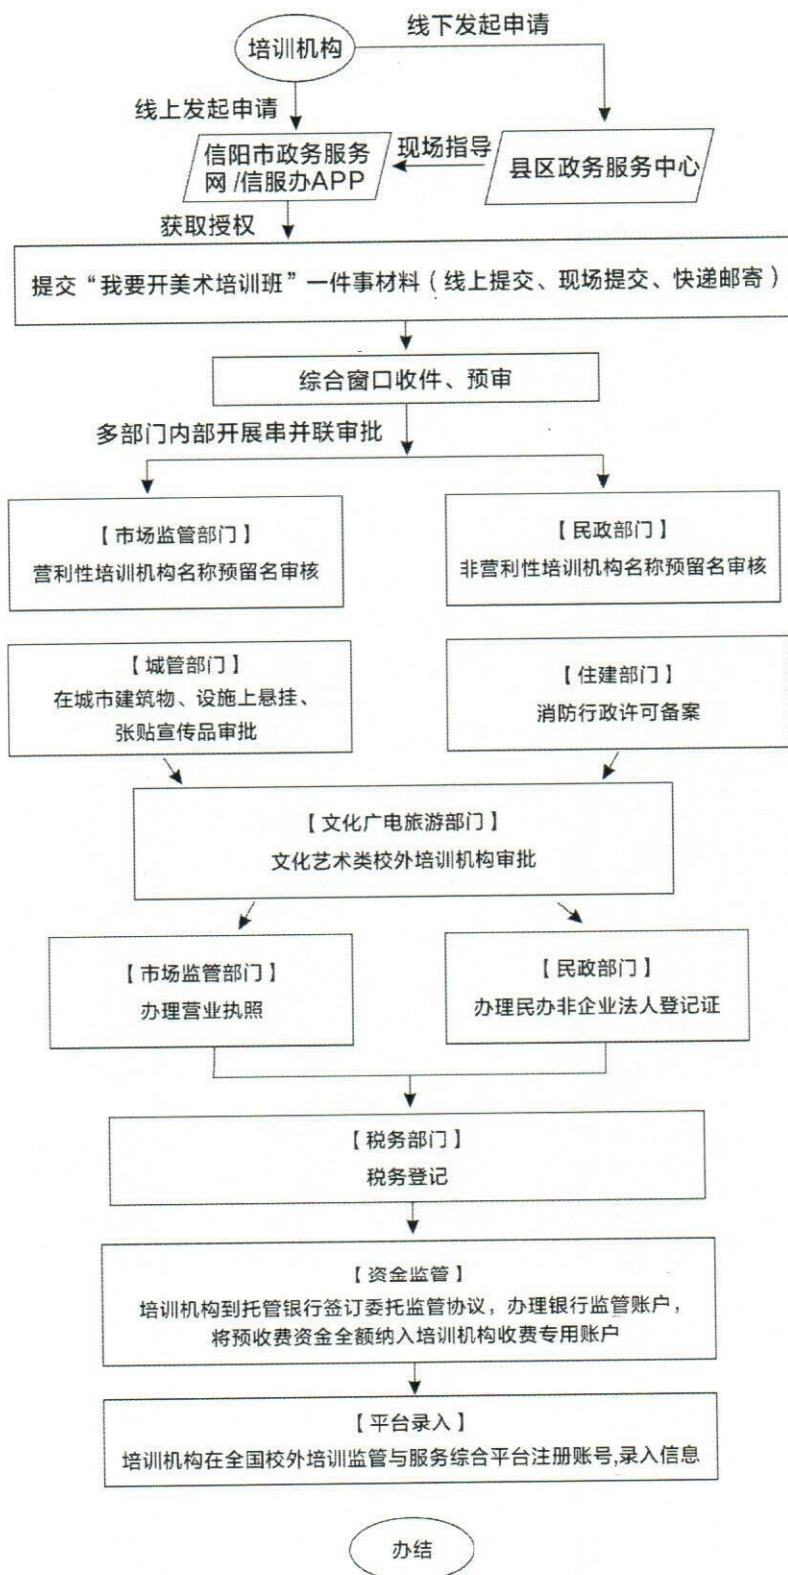 线下发起申请
培训机构
线上发起申请
信阳市政务服务
网/信服办APP
现场指导
县区政务服务中心
获取授权
提交“我要开美术培训班”一件事材料（线上提交、现场提交、快递邮寄）
综合窗口收件、预审
多部门内部开展串并联审批
【市场监管部门】
营利性培训机构名称预留名审核
【民政部门】
非营利性培训机构名称预留名审核
【城管部门】
在城市建筑物、设施上悬挂、
张贴宣传品审批
【住建部门】
消防行政许可备案
【文化广电旅游部门】
文化艺术类校外培训机构审批
【市场监管部门】
办理营业执照
【民政部门】
办理民办非企业法人登记证
【税务部门】
税务登记
【资金监管】
培训机构到托管银行签订委托监管协议，办理银行监管账户，
将预收费资金全额纳入培训机构收费专用账户
【平台录入】
培训机构在全国校外培训监管与服务综合平台注册账号,录入信息
办结